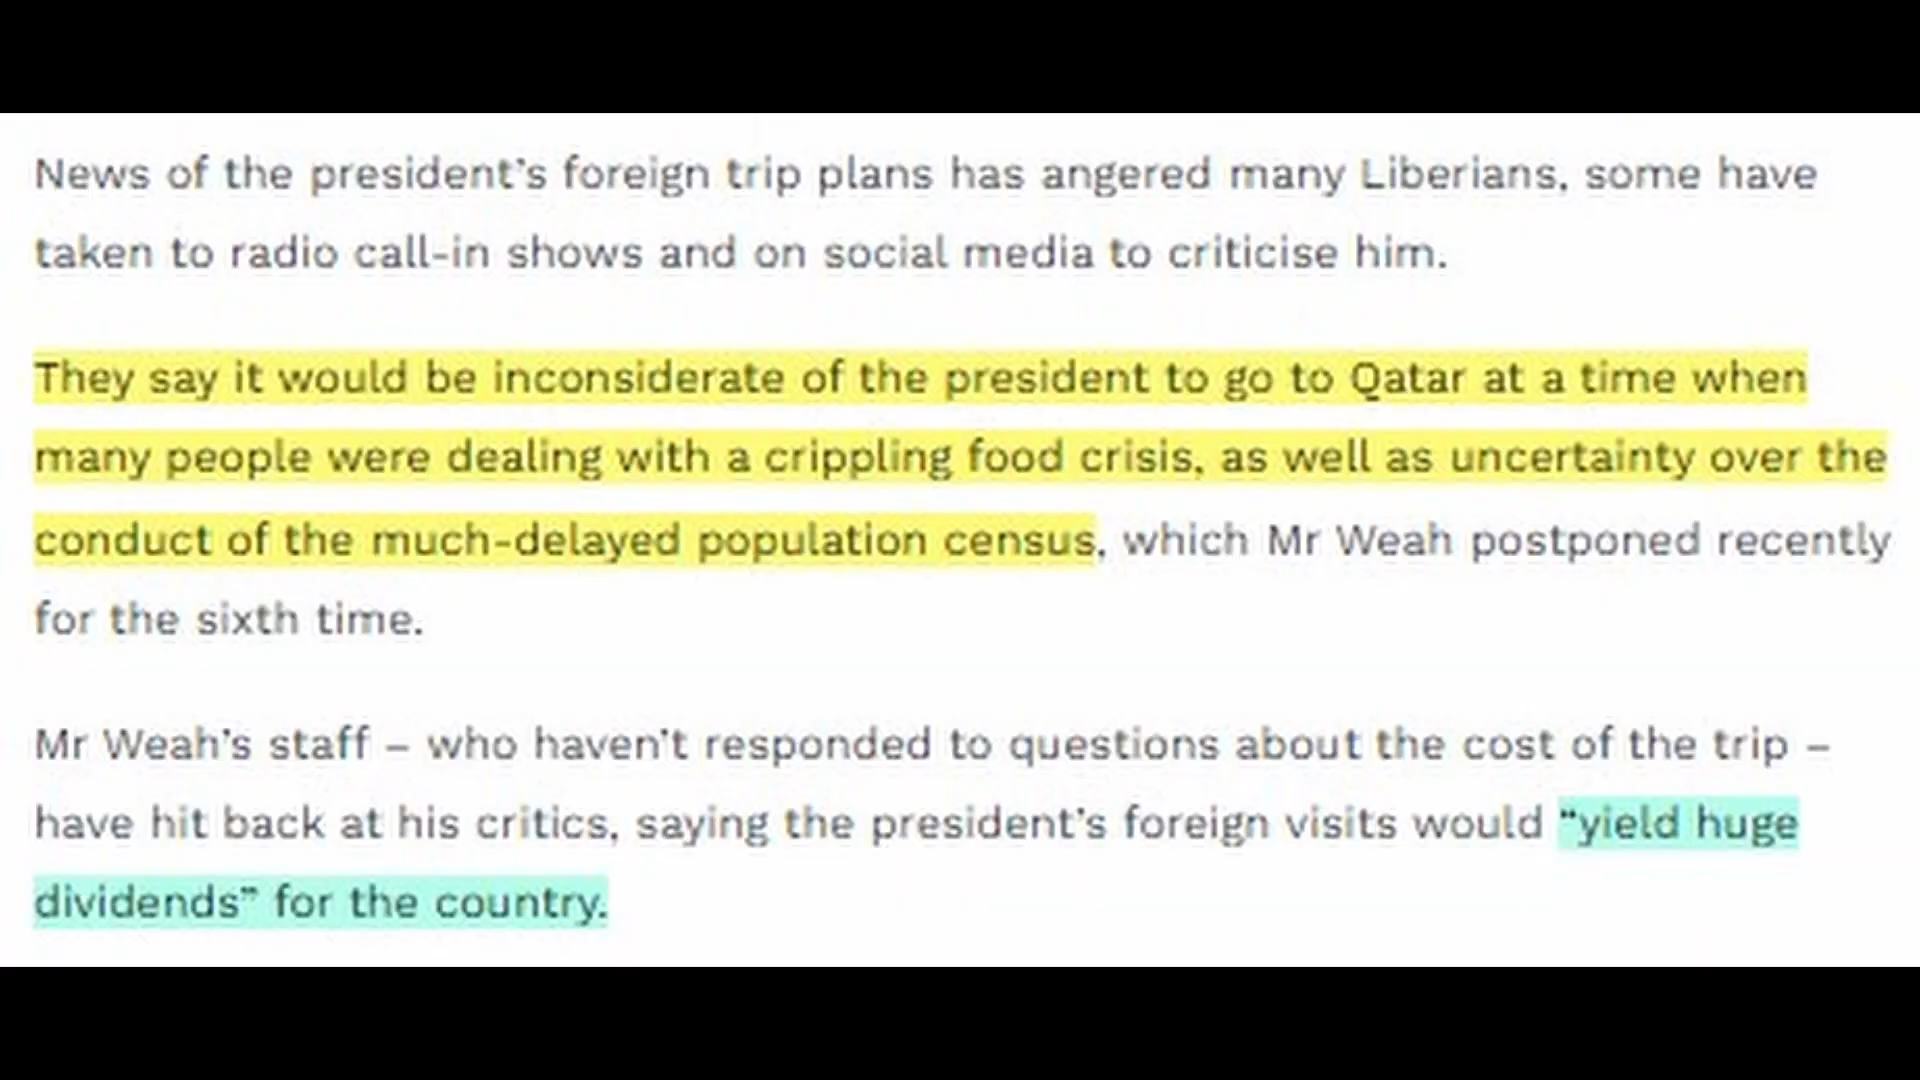 News of the president’s foreign trip plans has angered many Liberians, some have
taken to radio call-in shows and on social media to criticise him.
They say it would be inconsiderate of the president to go to Qatar at a time when
many people were dealing with a crippling food crisis, as well as uncertainty over the
conduct of the much-delayed population census, which Mr Weah postponed recently
for the sixth time.
Mr Weah’s staff – who haven’t responded to questions about the cost of the trip –
have hit back at his critics, saying the president’s foreign visits would “yield huge
dividends” for the country.